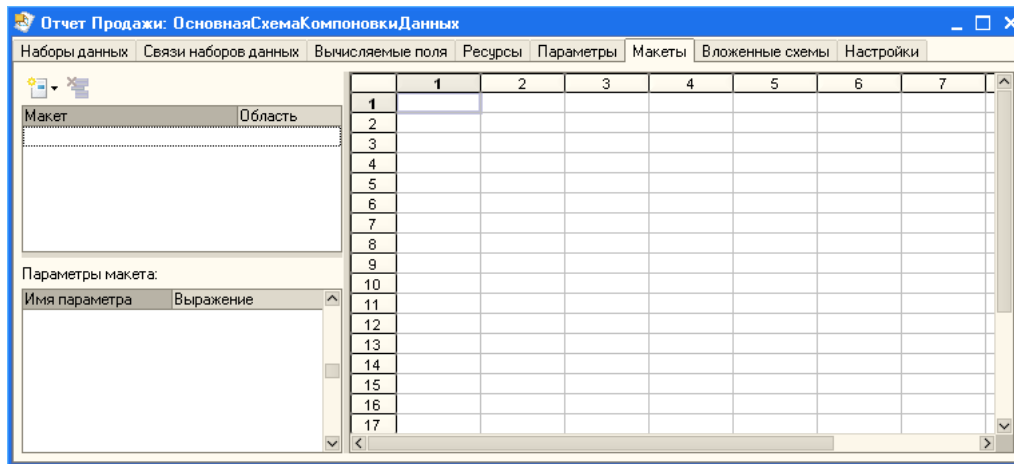 Отчет Продажи: ОсновнаяСхемаКомпоновкиДанных
Наборы данных Связи наборов данных Вычисляемые поля Ресурсы Параметры Макеты Вложенные схемы Настройки
Макет Область
Параметры макета:
Имя параметра Выражение
1 2 3 4 5 6 7
1
2
3
4
5
6
7
8
9
10
11
12
13
14
15
16
17